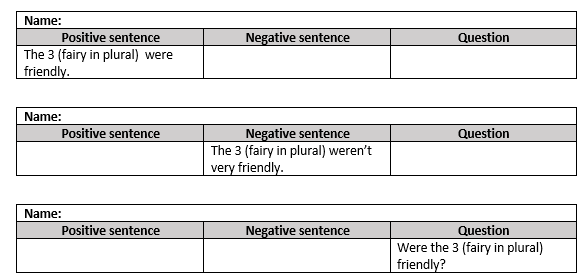 Name:
Positive sentence Negative sentence Question
The 3 (fairy in plural) were
friendly.
Name:
Positive sentence Negative sentence Question
The 3 (fairy in plural) weren't
very friendly.
Name:
Positive sentence Negative sentence Question
Were the 3 (fairy in plural)
friendly?